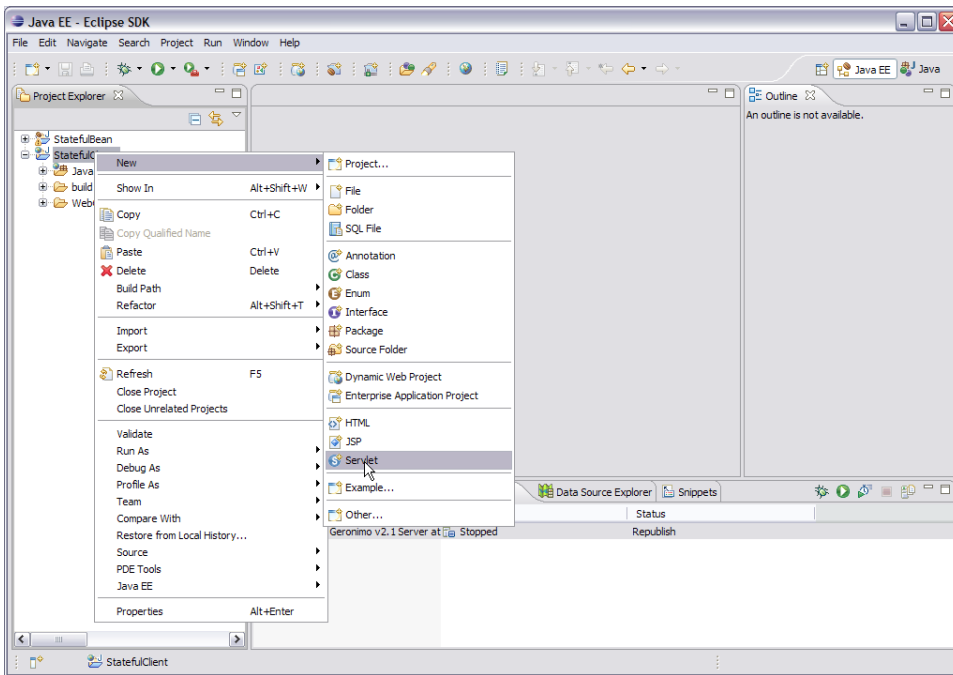 Java EE - Eclipse SDK
File Edit Navigate Search Project Run Window Help
Java EE Java
Project Explorer
Outline
An outline is not available.
StatefulBean
StatefulC
Java
build
Web
New
Show In Alt+Shift+W
Copy Ctrl+C
Copy Qualified Name
Paste Ctrl+V
Delete Delete
Build Path
Refactor Alt+Shift+T
Import
Export
Refresh F5
Close Project
Close Unrelated Projects
Validate
Run As
Debug As
Profile As
Team
Compare With
Restore from Local History...
Source
PDE Tools
Java EE
Properties Alt+Enter
Project...
File
Folder
SQL File
Annotation
Class
Enum
Interface
Package
Source Folder
Dynamic Web Project
Enterprise Application Project
HTML
JSP
Servlet
Example...
Other...
Data Source Explorer Snippets
Status
Geronimo v2.1 Server at Stopped Republish
StatefulClient